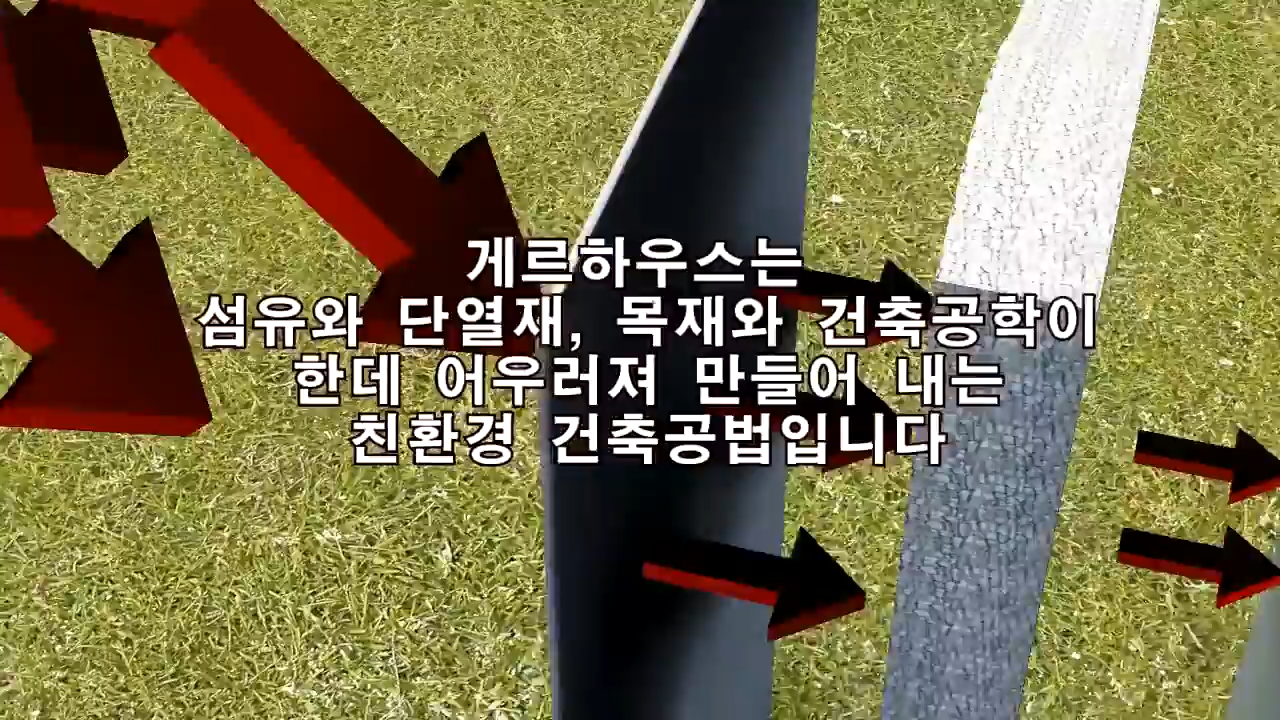 게르하우스는
섬유와 단열재, 목재와 건축공학이
한데 어우러져 만들어 내는
친환경 건축공법입니다